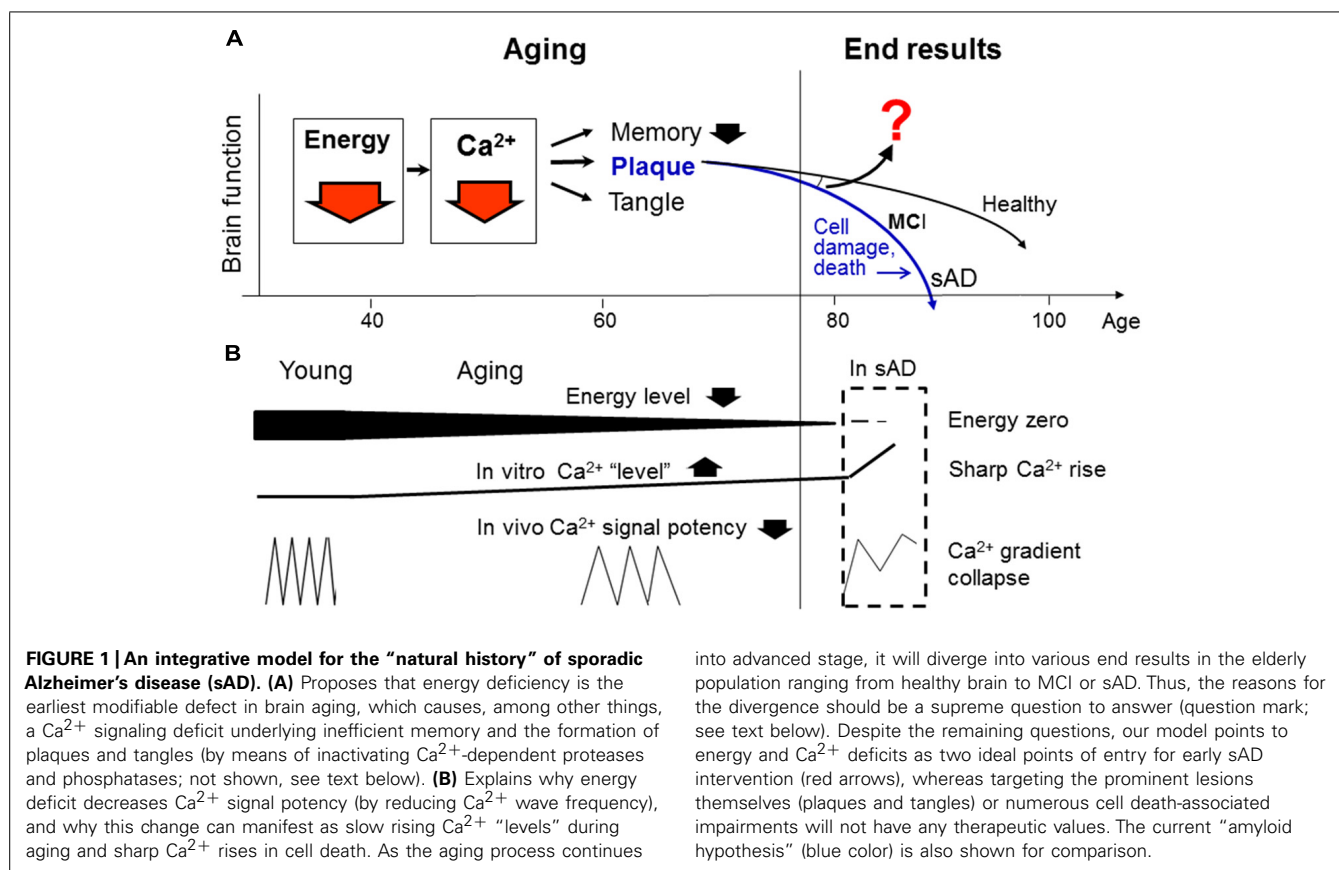 A
Aging
End results
Brain function
Energy
Ca²⁺
Memory
Plaque
Tangle
?
Healthy
MCI
Cell
damage,
death
sAD
40
60
80
100
Age
B
Young
Aging
In sAD
Energy level
Energy zero
In vitro Ca²⁺ “level”
Sharp Ca²⁺ rise
In vivo Ca²⁺ signal potency
Ca²⁺ gradient
collapse
FIGURE 1 | An integrative model for the “natural history” of sporadic
Alzheimer’s disease (sAD). (A) Proposes that energy deficiency is the
earliest modifiable defect in brain aging, which causes, among other things,
a Ca²⁺ signaling deficit underlying inefficient memory and the formation of
plaques and tangles (by means of inactivating Ca²⁺-dependent proteases
and phosphatases; not shown, see text below). (B) Explains why energy
deficit decreases Ca²⁺ signal potency (by reducing Ca²⁺ wave frequency),
and why this change can manifest as slow rising Ca²⁺ “levels” during
aging and sharp Ca²⁺ rises in cell death. As the aging process continues
into advanced stage, it will diverge into various end results in the elderly
population ranging from healthy brain to MCI or sAD. Thus, the reasons for
the divergence should be a supreme question to answer (question mark;
see text below). Despite the remaining questions, our model points to
energy and Ca²⁺ deficits as two ideal points of entry for early sAD
intervention (red arrows), whereas targeting the prominent lesions
themselves (plaques and tangles) or numerous cell death-associated
impairments will not have any therapeutic values. The current “amyloid
hypothesis” (blue color) is also shown for comparison.